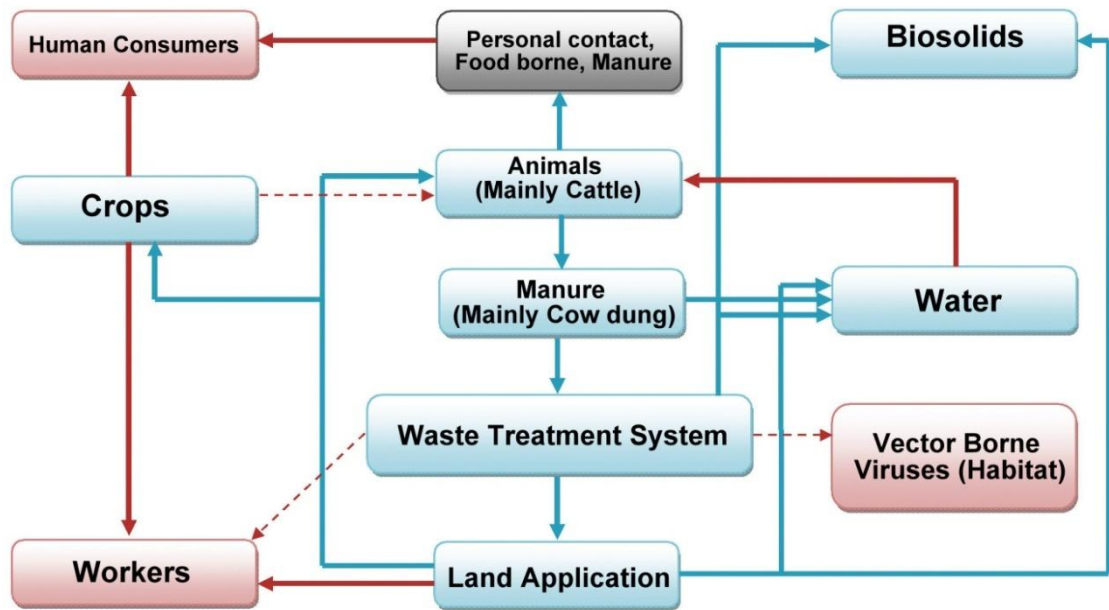 Human Consumers
Personal contact,
Food borne, Manure
Biosolids
Animals
(Mainly Cattle)
Crops
Manure
(Mainly Cow dung)
Water
Waste Treatment System
Vector Borne
Viruses (Habitat)
Workers
Land Application